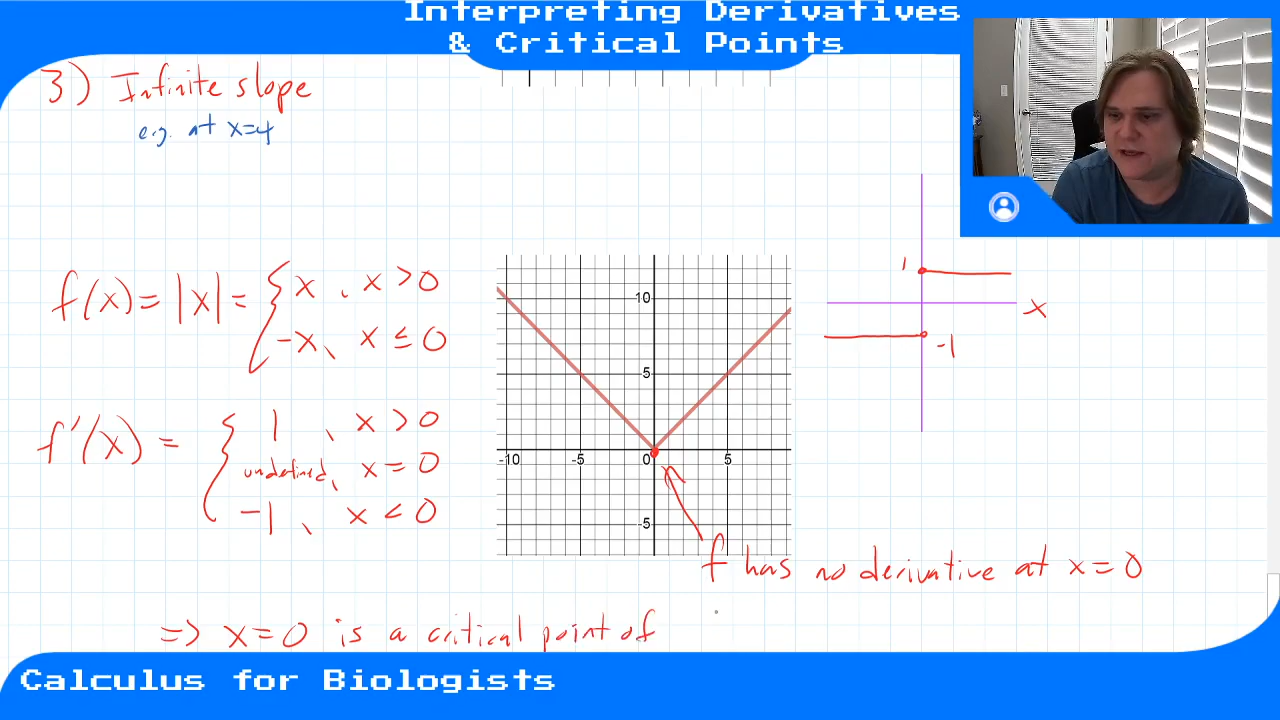 Interpreting Derivatives
& Critical Points
3) Infinite slope
e.g. at x=4
f(x) = |x| = { x , x > 0
-x, x ≤ 0
f'(x) = { 1 , x > 0
undefined, x = 0
-1 , x < 0
10
5
-10 -5 0 5
-5
1
x
-1
f has no derivative at x = 0
=> x = 0 is a critical point of
Calculus for Biologists